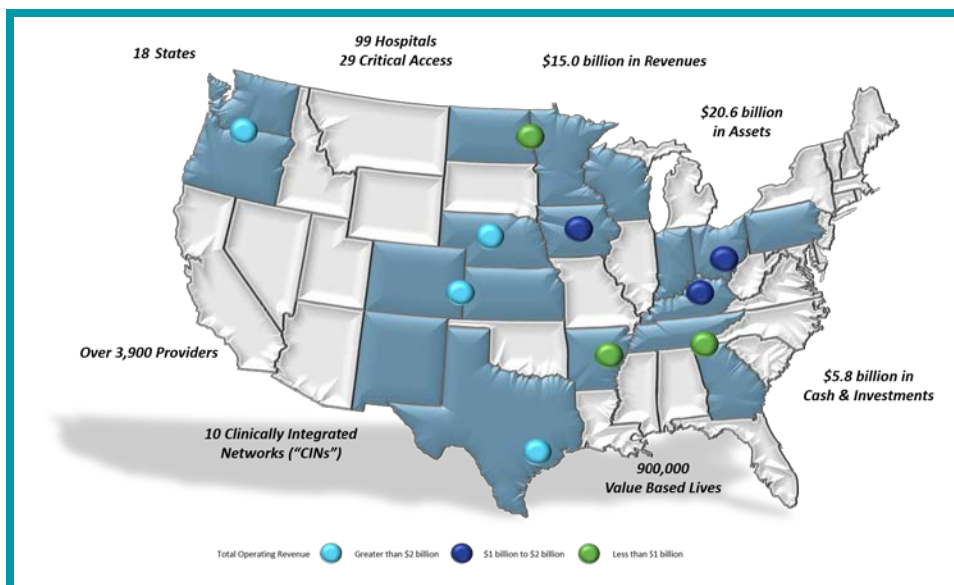 18 States
99 Hospitals
29 Critical Access
$15.0 billion in Revenues
$20.6 billion
in Assets
Over 3,900 Providers
$5.8 billion in
Cash & Investments
10 Clinically Integrated
Networks (“CINs”)
900,000
Value Based Lives
Total Operating Revenue Greater than $2 billion $1 billion to $2 billion Less than $1 billion